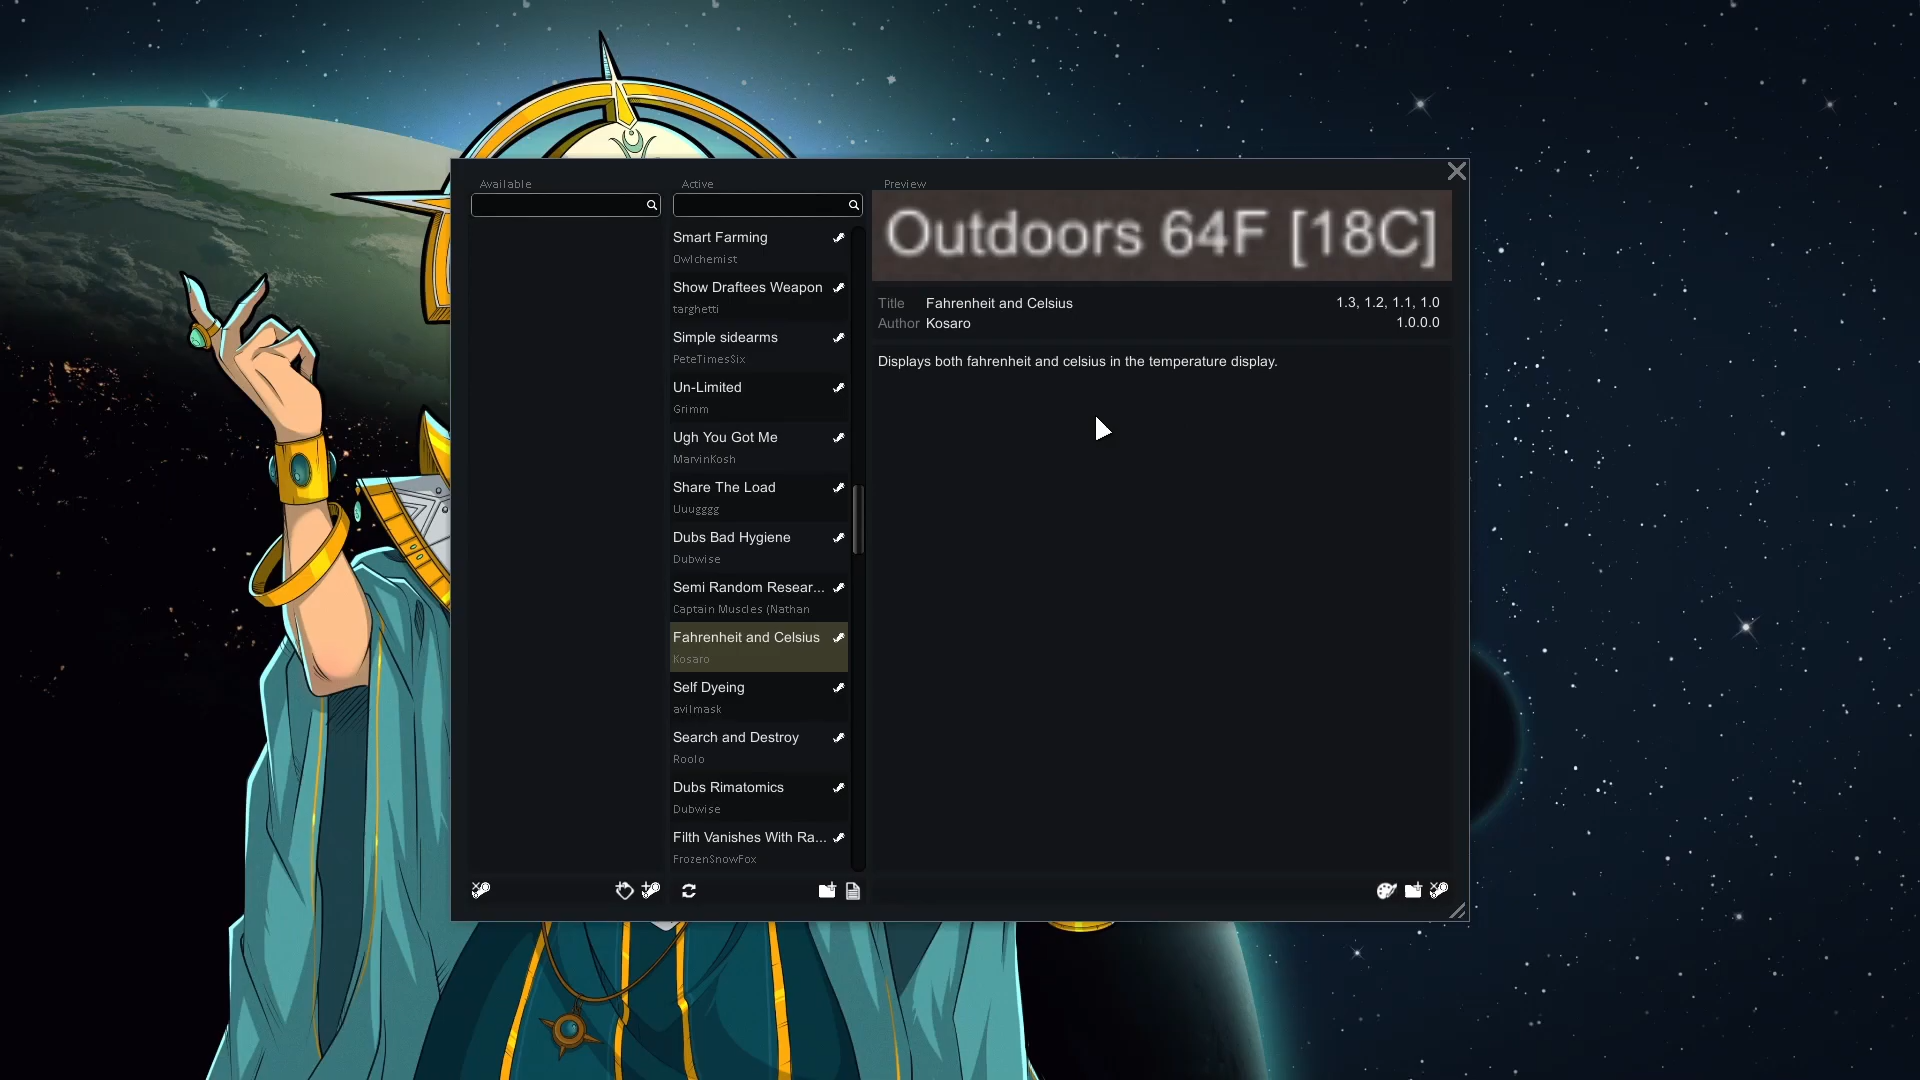 Available
Active
Preview
Smart Farming
Owlchemist
Show Draftees Weapon
targhetti
Simple sidearms
PeteTimesSix
Un-Limited
Grimm
Ugh You Got Me
MarvinKosh
Share The Load
Uuugggg
Dubs Bad Hygiene
Dubwise
Semi Random Resear...
Captain Muscles (Nathan
Fahrenheit and Celsius
Kosaro
Self Dyeing
avilmask
Search and Destroy
Roolo
Dubs Rimatomics
Dubwise
Filth Vanishes With Ra...
FrozenSnowFox
Outdoors 64F [18C]
Title Fahrenheit and Celsius 1.3, 1.2, 1.1, 1.0
Author Kosaro 1.0.0.0
Displays both fahrenheit and celsius in the temperature display.